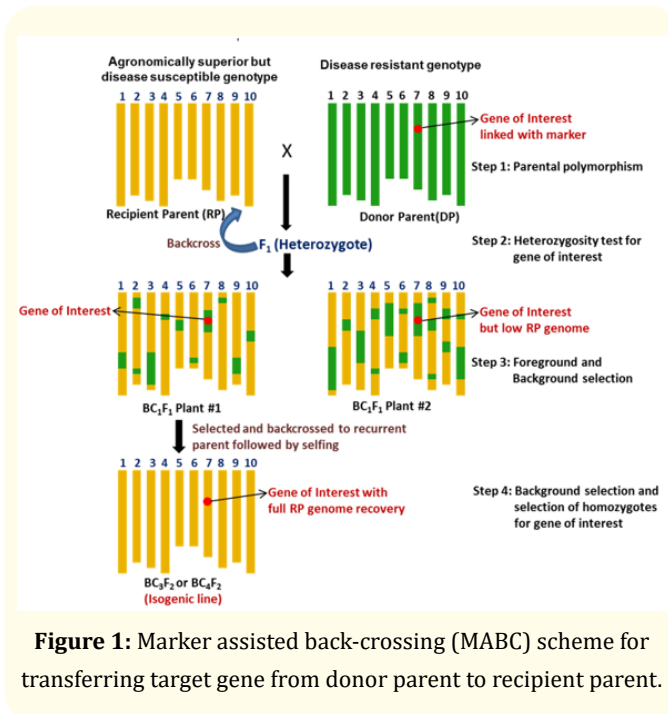 Agronomically superior but
disease susceptible genotype
Disease resistant genotype
1 2 3 4 5 6 7 8 9 10
1 2 3 4 5 6 7 8 9 10
Gene of Interest
linked with marker
X
Step 1: Parental polymorphism
Recipient Parent (RP)
Donor Parent(DP)
Backcross
F₁ (Heterozygote)
Step 2: Heterozygosity test for
gene of interest
1 2 3 4 5 6 7 8 9 10
1 2 3 4 5 6 7 8 9 10
Gene of Interest
Gene of Interest
but low RP genome
Step 3: Foreground and
Background selection
BC₁F₁ Plant #1
BC₁F₁ Plant #2
Selected and backcrossed to recurrent
parent followed by selfing
1 2 3 4 5 6 7 8 9 10
Gene of Interest with
full RP genome recovery
Step 4: Background selection and
selection of homozygotes
for gene of interest
BC₃F₂ or BC₄F₂
(Isogenic line)
Figure 1: Marker assisted back-crossing (MABC) scheme for
transferring target gene from donor parent to recipient parent.